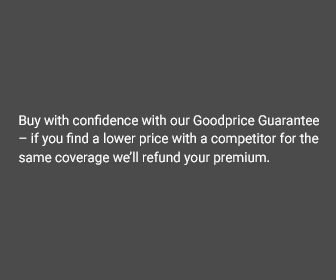 Buy with confidence with our Goodprice Guarantee
– if you find a lower price with a competitor for the
same coverage we’ll refund your premium.